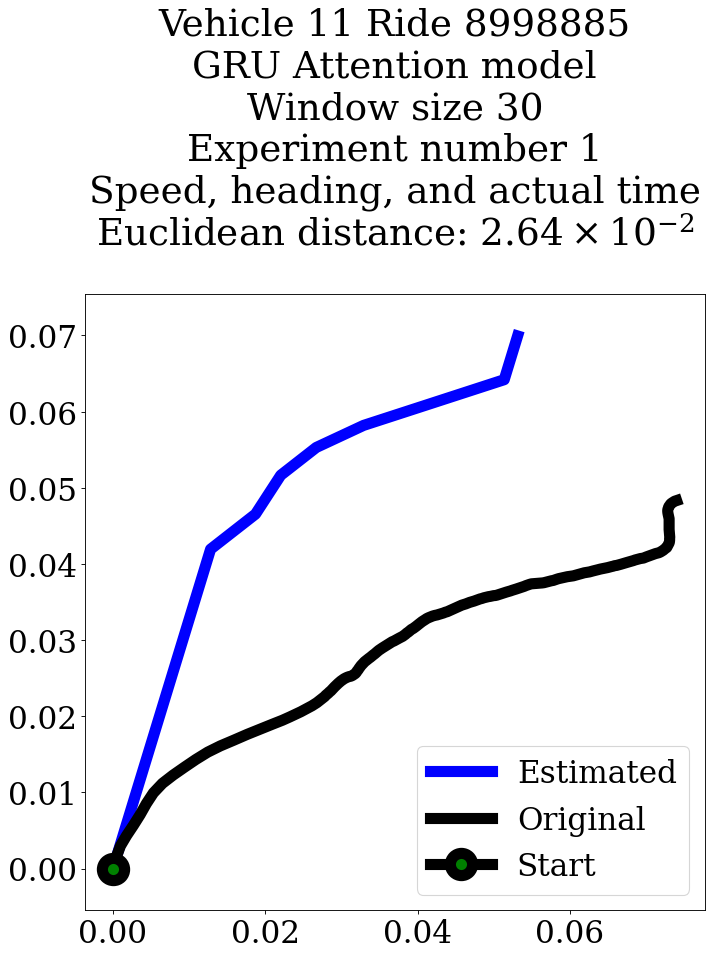 Vehicle 11 Ride 8998885
GRU Attention model
Window size 30
Experiment number 1
Speed, heading, and actual time
Euclidean distance: 2.64 × 10⁻²
0.07
0.06
0.05
0.04
0.03
0.02
0.01
0.00
Estimated
Original
Start
0.00 0.02 0.04 0.06